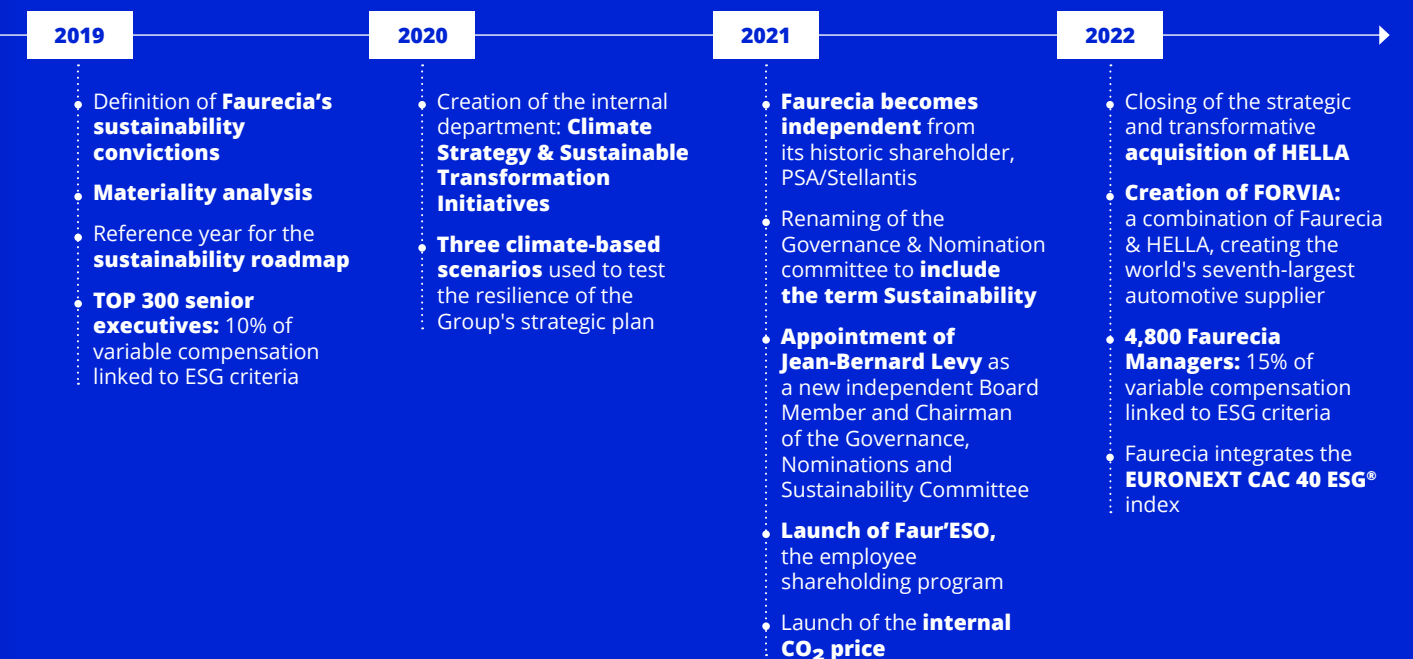 2019
Definition of Faurecia’s
sustainability
convictions
Materiality analysis
Reference year for the
sustainability roadmap
TOP 300 senior
executives: 10% of
variable compensation
linked to ESG criteria
2020
Creation of the internal
department: Climate
Strategy & Sustainable
Transformation
Initiatives
Three climate-based
scenarios used to test
the resilience of the
Group's strategic plan
2021
Faurecia becomes
independent from
its historic shareholder,
PSA/Stellantis
Renaming of the
Governance & Nomination
committee to include
the term Sustainability
Appointment of
Jean-Bernard Levy as
a new independent Board
Member and Chairman
of the Governance,
Nominations and
Sustainability Committee
Launch of Faur’ESO,
the employee
shareholding program
Launch of the internal
CO₂ price
2022
Closing of the strategic
and transformative
acquisition of HELLA
Creation of FORVIA:
a combination of Faurecia
& HELLA, creating the
world's seventh-largest
automotive supplier
4,800 Faurecia
Managers: 15% of
variable compensation
linked to ESG criteria
Faurecia integrates the
EURONEXT CAC 40 ESG®
index